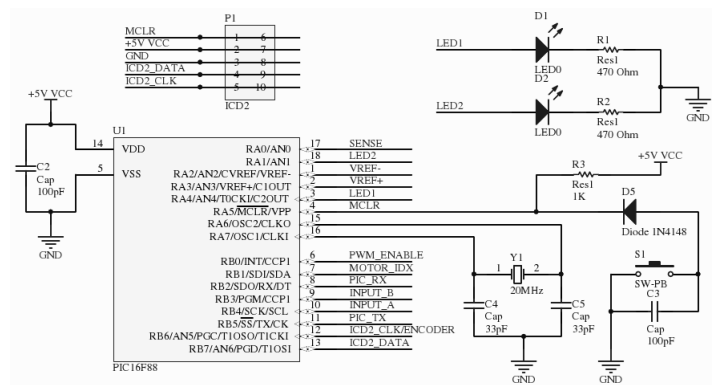 P1
MCLR 1 6
+5V VCC 2 7
GND 3 8
ICD2_DATA 4 9
ICD2_CLK 5 10
ICD2
D1
LED1
LED0
R1
Res1
470 Ohm
D2
LED2
LED0
R2
Res1
470 Ohm
GND
+5V VCC
C2
Cap
100pF
GND
U1
14 VDD
5 VSS
RA0/AN0 17 SENSE
RA1/AN1 18 LED2
RA2/AN2/CVREF/VREF- 1 VREF-
RA3/AN3/VREF+/C1OUT 2 VREF+
RA4/AN4/T0CKI/C2OUT 3 LED1
RA5/MCLR/VPP 4 MCLR
RA6/OSC2/CLKO 15
RA7/OSC1/CLKI 16
RB0/INT/CCP1 6 PWM_ENABLE
RB1/SDI/SDA 7 MOTOR_IDX
RB2/SDO/RX/DT 8 PIC_RX
RB3/PGM/CCP1 9 INPUT_B
RB4/SCK/SCL 10 INPUT_A
RB5/SS/TX/CK 11 PIC_TX
RB6/AN5/PGC/T1OSO/T1CKI 12 ICD2_CLK/ENCODER
RB7/AN6/PGD/T1OSI 13 ICD2_DATA
PIC16F88
R3
Res1
1K
+5V VCC
D5
Diode 1N4148
Y1
1 2
20MHz
C4
Cap
33pF
C5
Cap
33pF
GND
S1
SW-PB
C3
Cap
100pF
GND